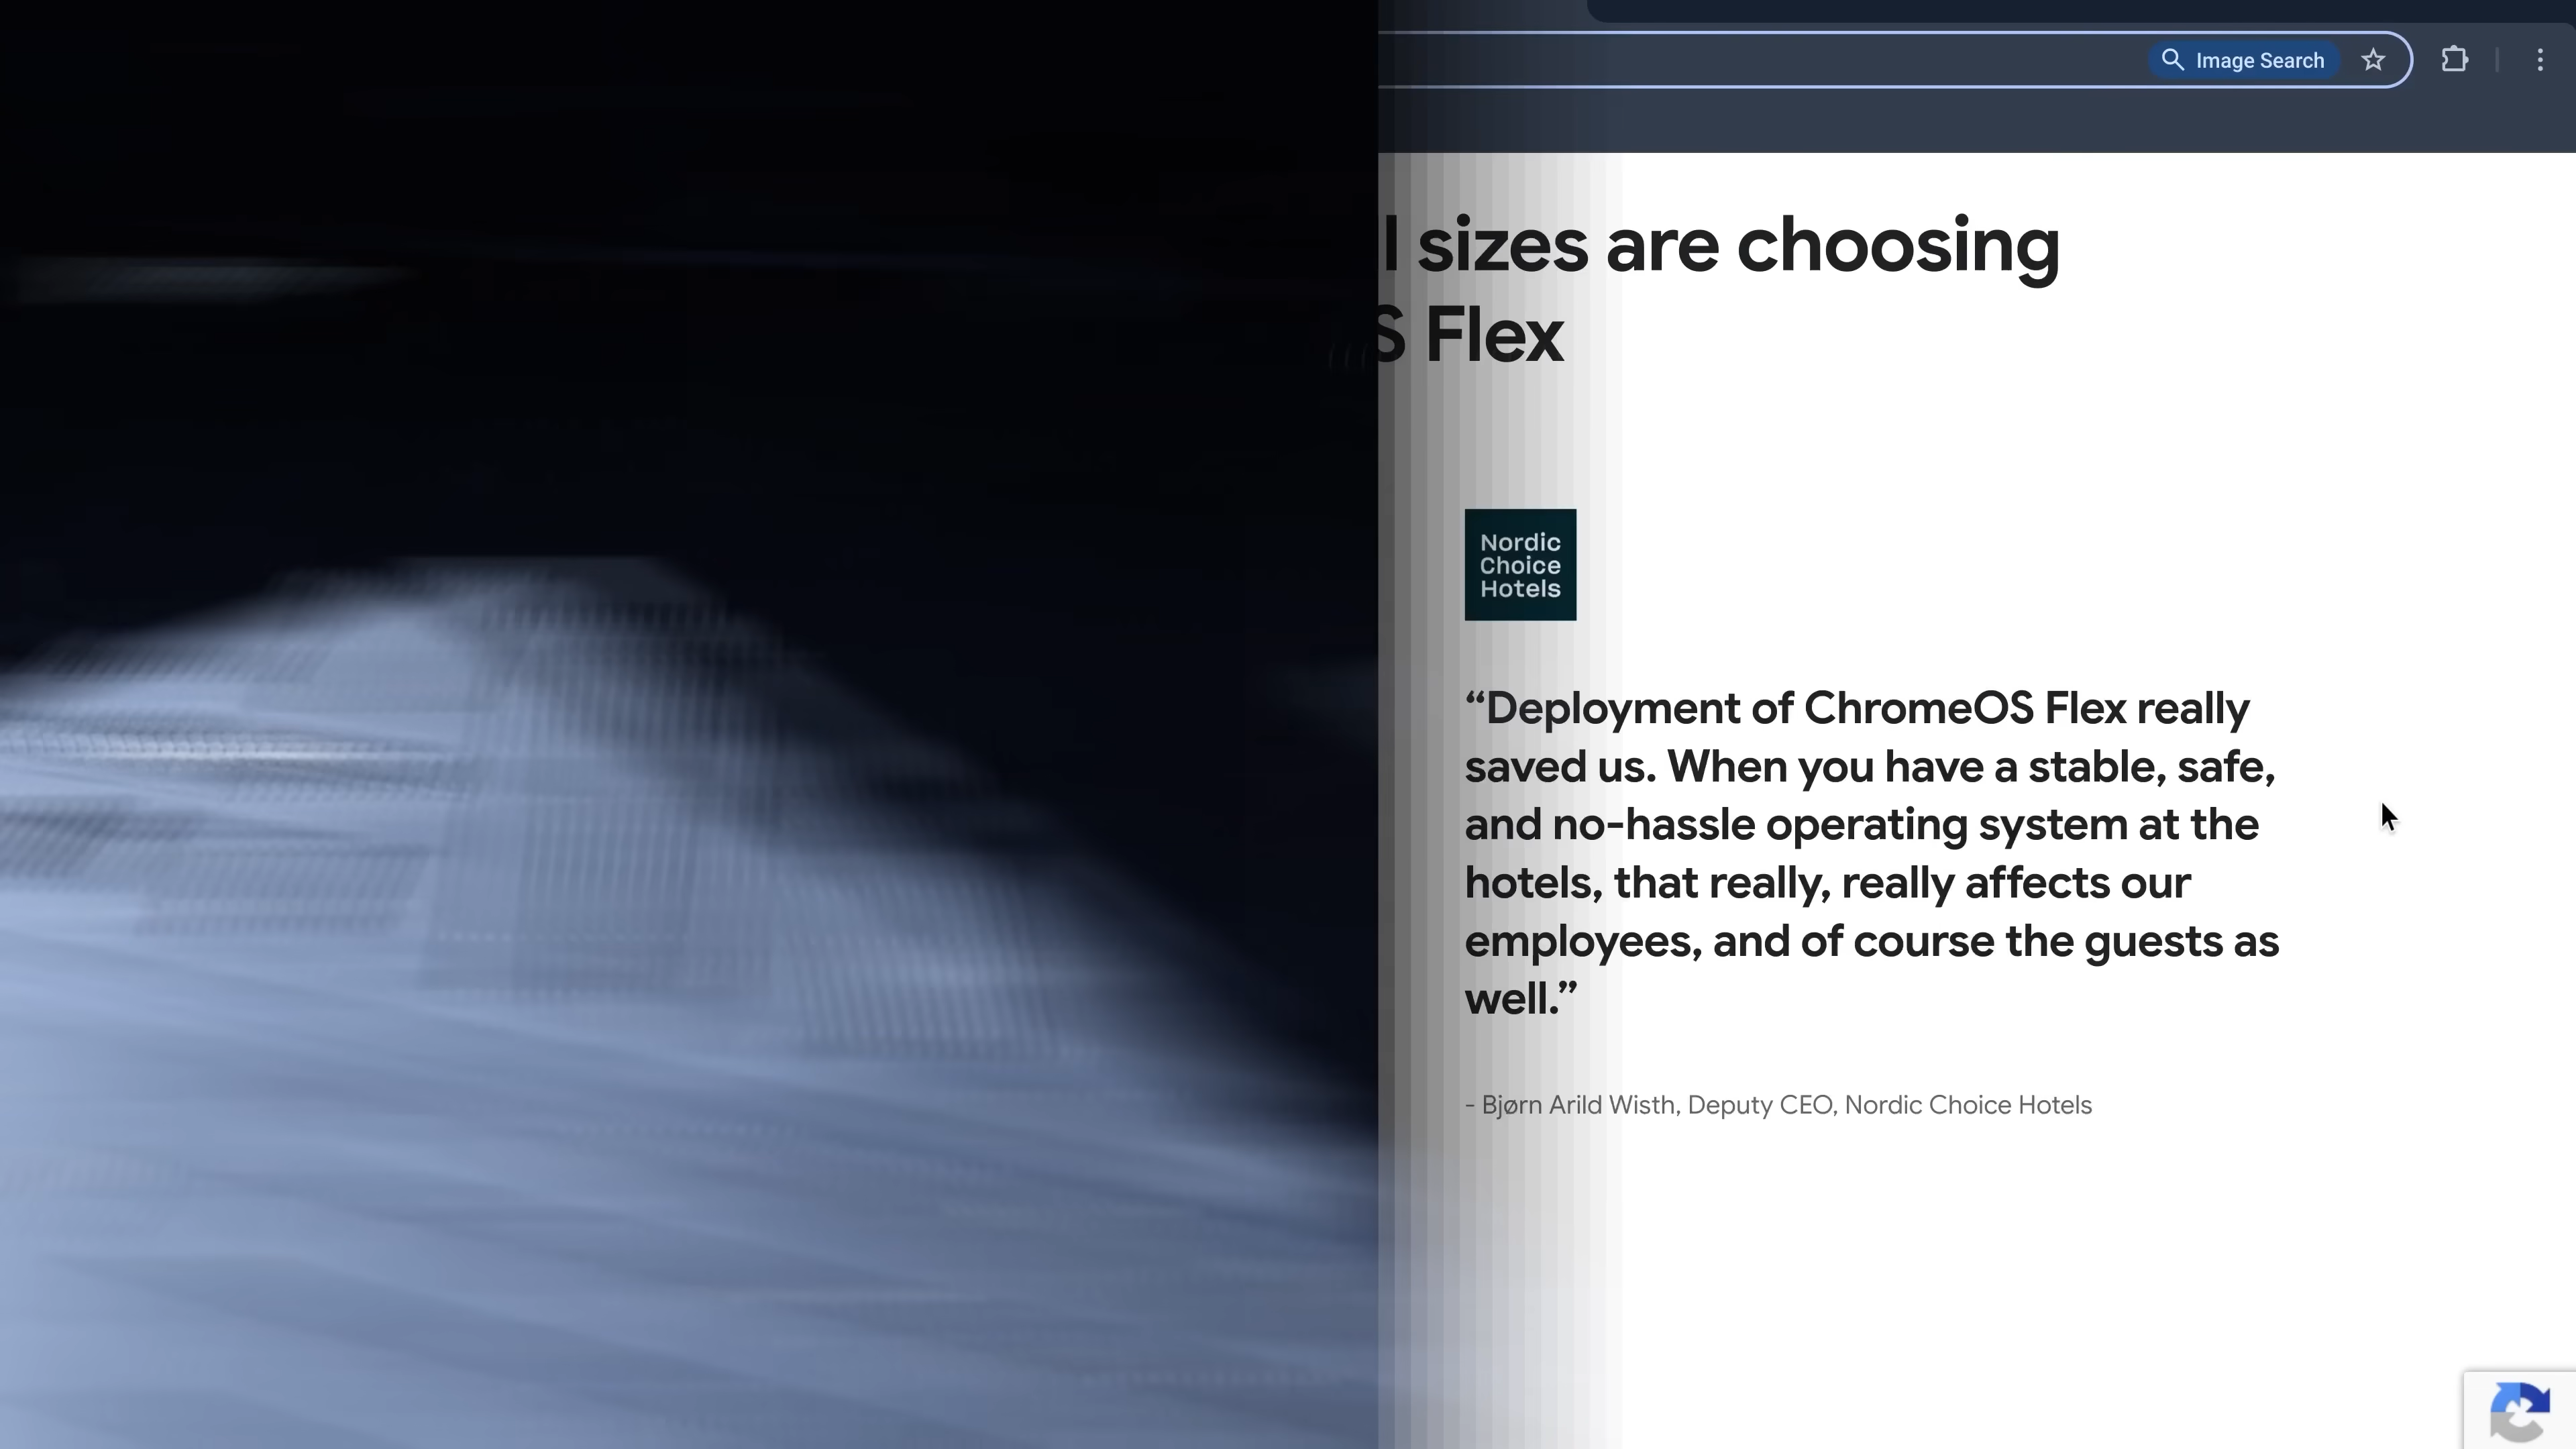 Image Search
l sizes are choosing
S Flex
Nordic
Choice
Hotels
“Deployment of ChromeOS Flex really
saved us. When you have a stable, safe,
and no-hassle operating system at the
hotels, that really, really affects our
employees, and of course the guests as
well.”
- Bjørn Arild Wisth, Deputy CEO, Nordic Choice Hotels